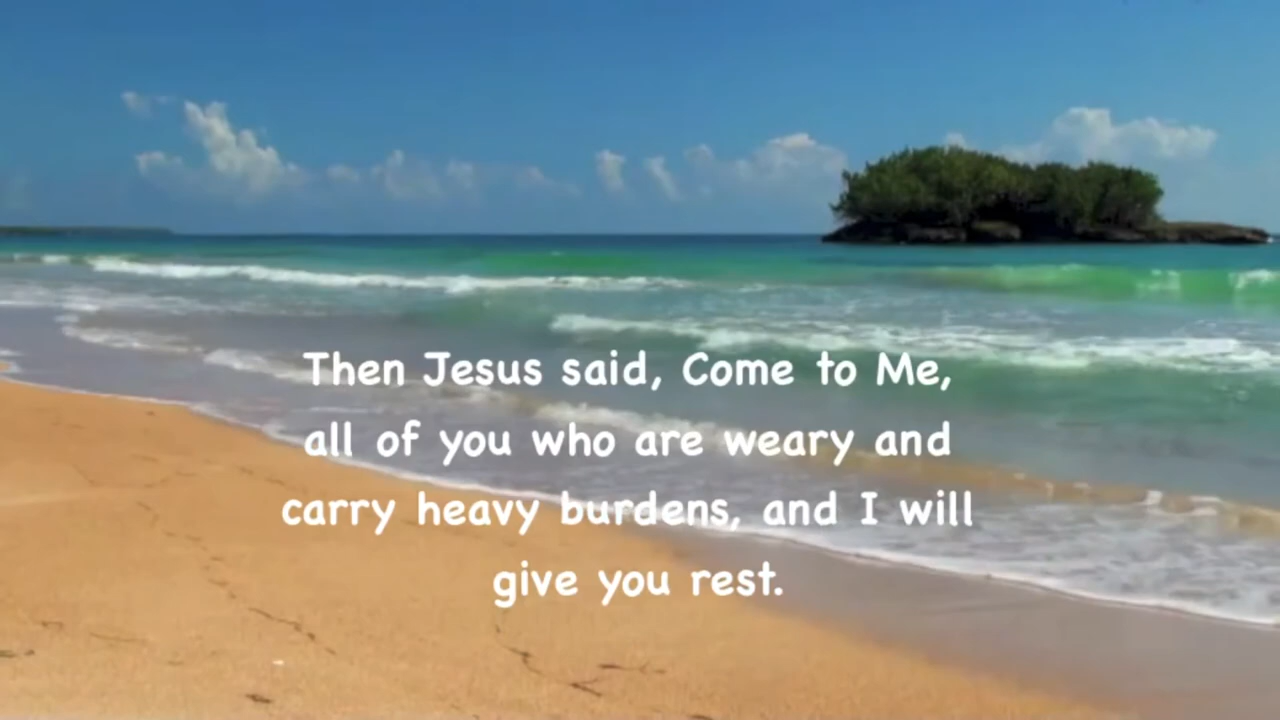 Then Jesus said, Come to Me,
all of you who are weary and
carry heavy burdens, and I will
give you rest.